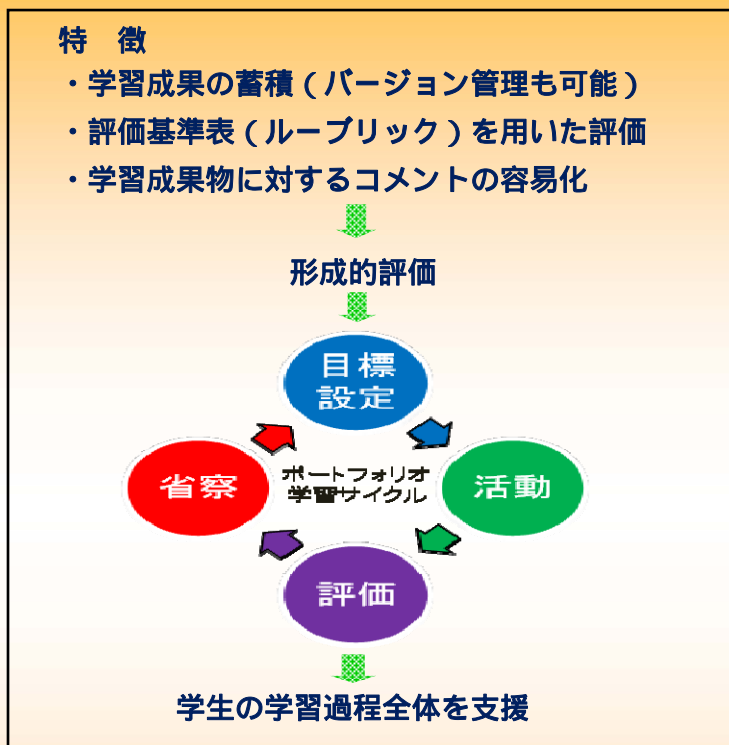 特　徴
・学習成果の蓄積（バージョン管理も可能）
・評価基準表（ルーブリック）を用いた評価
・学習成果物に対するコメントの容易化
形成的評価
目標
設定
省察
ポートフォリオ
学習サイクル
活動
評価
学生の学習過程全体を支援